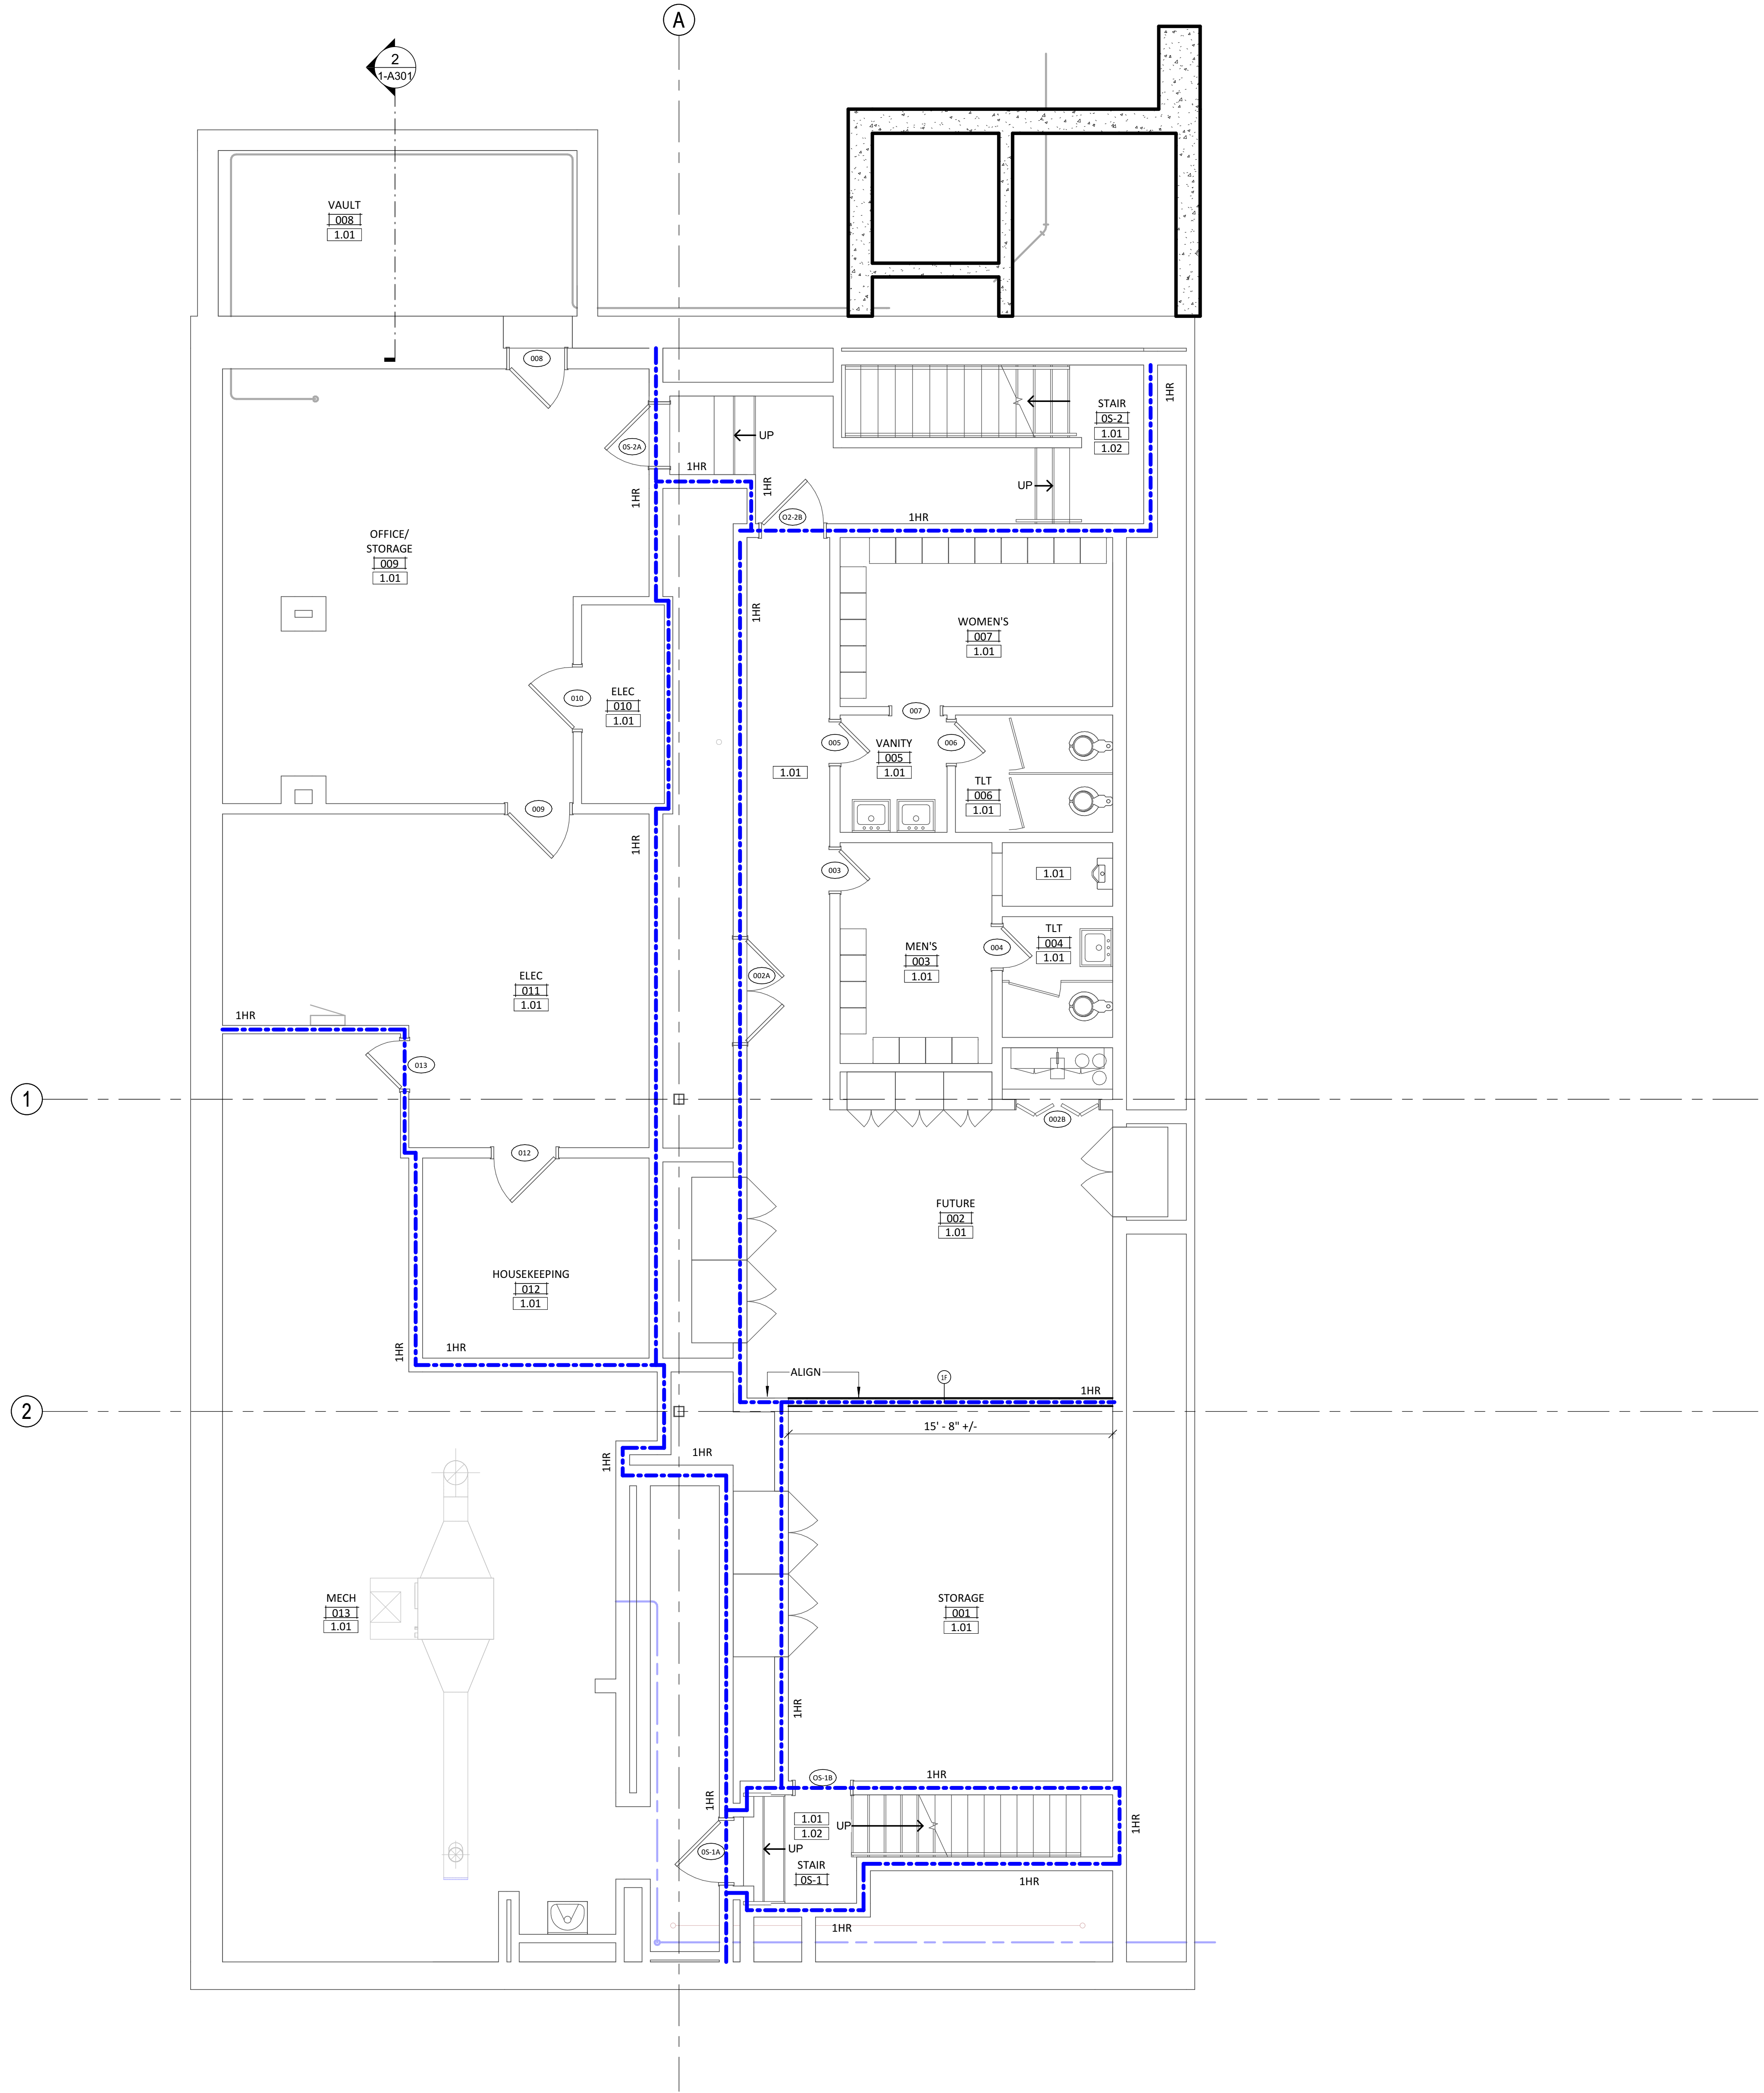 A
2
1-A301
VAULT
008
1.01
008
STAIR
0S-2
1.01
1.02
1HR
UP
0S-2A
1HR
1HR
1HR
UP
O2-2B
1HR
OFFICE/
STORAGE
009
1.01
1HR
WOMEN'S
007
1.01
010
ELEC
010
1.01
007
005
VANITY
005
1.01
006
1.01
TLT
006
1.01
009
1HR
003
1.01
MEN'S
003
1.01
004
TLT
004
1.01
002A
ELEC
011
1.01
1HR
013
1
002B
012
FUTURE
002
1.01
HOUSEKEEPING
012
1.01
1HR
1HR
ALIGN
1F
1HR
2
15' - 8" +/-
1HR
1HR
MECH
013
1.01
STORAGE
001
1.01
1HR
OS-1B
1HR
1HR
1.01
1.02
UP
1HR
0S-1A
UP
STAIR
0S-1
1HR
1HR